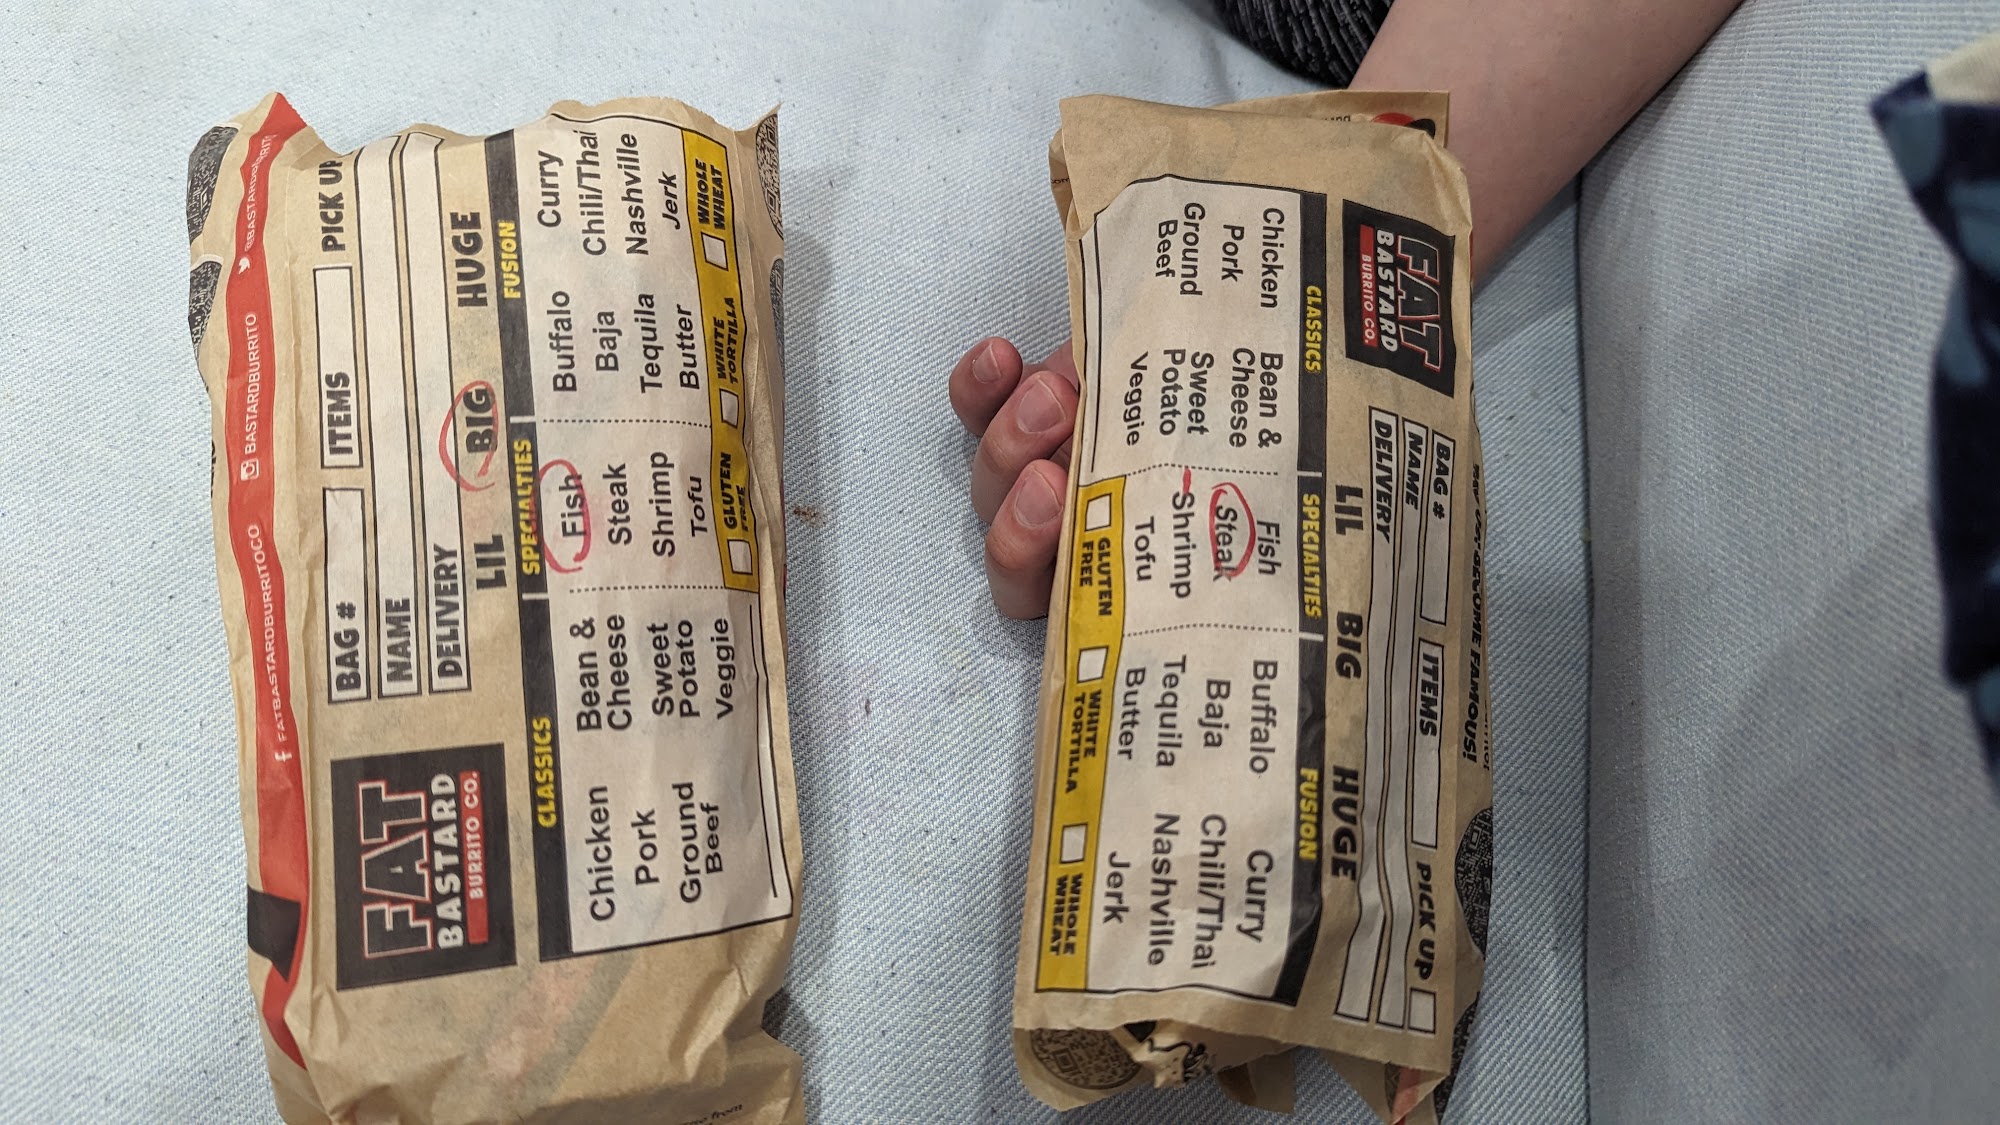 @BASTARDBURRITO
BASTARDBURRITO
f FATBASTARDBURRITOCO
FAT
BASTARD
BURRITO CO.
BAG #
ITEMS
PICK UP
NAME
DELIVERY
LIL BIG HUGE
CLASSICS
SPECIALTIES
FUSION
Chicken
Pork
Ground
Beef
Bean &
Cheese
Sweet
Potato
Veggie
Fish
Steak
Shrimp
Tofu
Buffalo
Baja
Tequila
Butter
Curry
Chili/Thai
Nashville
Jerk
GLUTEN
FREE
WHITE
TORTILLA
WHOLE
WHEAT
from
BECOME FAMOUS!
FAT
BASTARD
BURRITO CO.
BAG #
ITEMS
PICK UP
NAME
DELIVERY
LIL BIG HUGE
CLASSICS
SPECIALTIES
FUSION
Chicken
Pork
Ground
Beef
Bean &
Cheese
Sweet
Potato
Veggie
Fish
Steak
Shrimp
Tofu
Buffalo
Baja
Tequila
Butter
Curry
Chili/Thai
Nashville
Jerk
GLUTEN
FREE
WHITE
TORTILLA
WHOLE
WHEAT